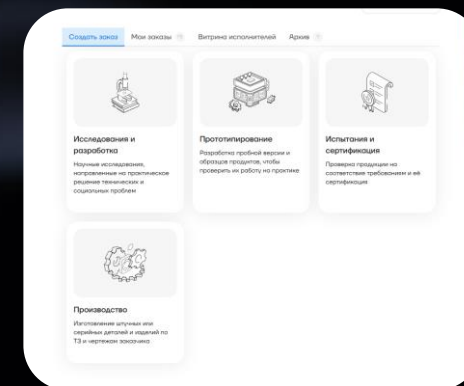 Создать заказ Мои заказы Витрина исполнителей Архив
Исследования и
разработка
Научные исследования,
направленные на практическое
решение технических и
социальных проблем
Прототипирование
Разработка пробной версии и
образцов продуктов, чтобы
проверить их работу на практике
Испытания и
сертификация
Проверка продукции на
соответствие требованиям и её
сертификация
Производство
Изготовление штучных или
серийных деталей и изделий по
ТЗ и чертежам заказчика